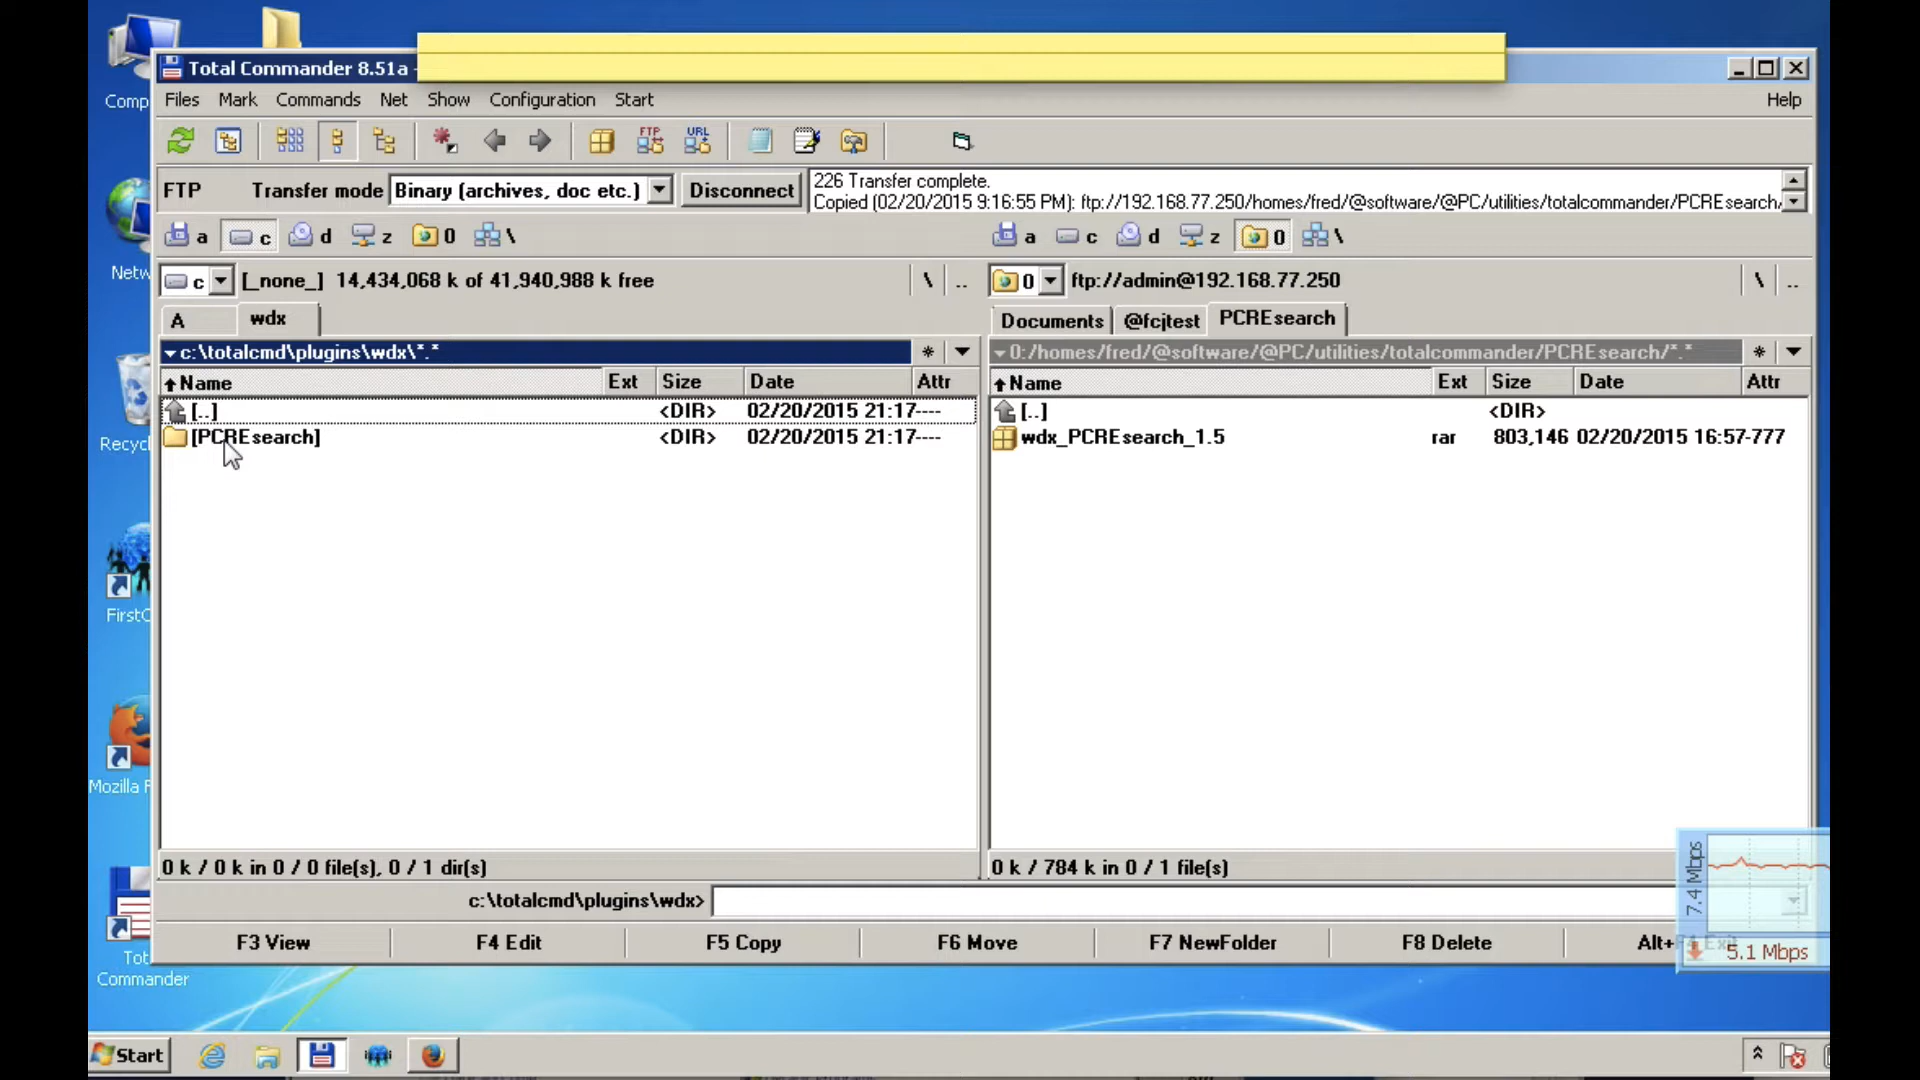 Total Commander 8.51a -
Files Mark Commands Net Show Configuration Start Help
FTP URL
FTP Transfer mode Binary (archives, doc etc.) Disconnect
226 Transfer complete.
Copied (02/20/2015 9:16:55 PM): ftp://192.168.77.250/homes/fred/@software/@PC/utilities/totalcommander/PCREsearch/
a c d z 0 \ a c d z 0 \
c [_none_] 14,434,068 k of 41,940,988 k free \ .. 0 ftp://admin@192.168.77.250 \ ..
A wdx Documents @fcjtest PCREsearch
c:\totalcmd\plugins\wdx\*.* * 0:/homes/fred/@software/@PC/utilities/totalcommander/PCREsearch/*.* *
Name Ext Size Date Attr Name Ext Size Date Attr
[..] <DIR> 02/20/2015 21:17---- [..] <DIR>
[PCREsearch] <DIR> 02/20/2015 21:17---- wdx_PCREsearch_1.5 rar 803,146 02/20/2015 16:57-777
0 k / 0 k in 0 / 0 file(s), 0 / 1 dir(s) 0 k / 784 k in 0 / 1 file(s)
c:\totalcmd\plugins\wdx>
F3 View F4 Edit F5 Copy F6 Move F7 NewFolder F8 Delete Alt+F4 Exit
7.4 Mbps
5.1 Mbps
Comp
Netw
Recycl
FirstC
Mozilla F
Tot
Commander
Start